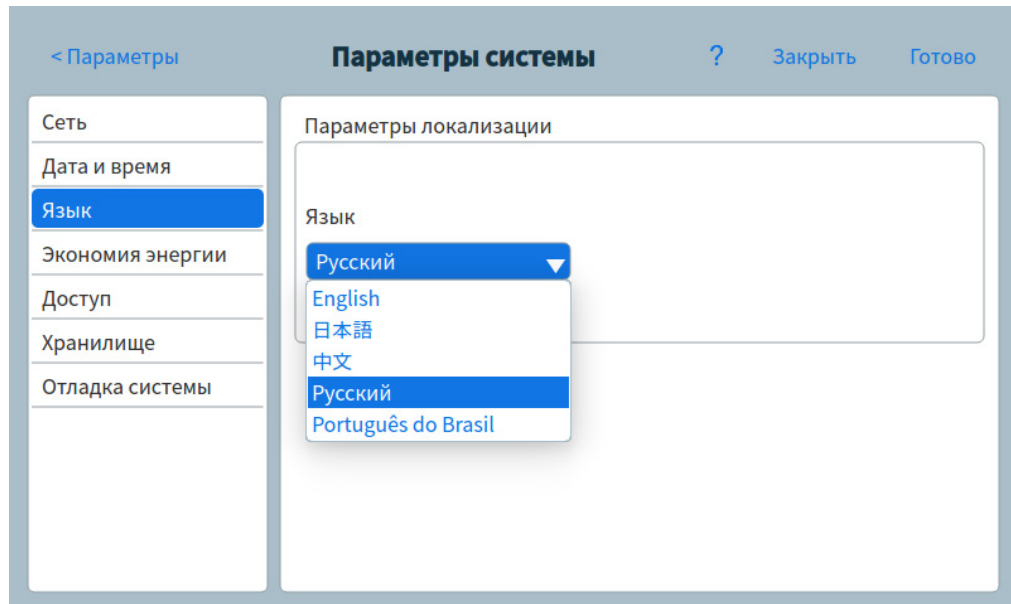 < Параметры
Параметры системы
?
Закрыть
Готово
Сеть
Дата и время
Язык
Экономия энергии
Доступ
Хранилище
Отладка системы
Параметры локализации
Язык
Русский
English
日本語
中文
Русский
Português do Brasil